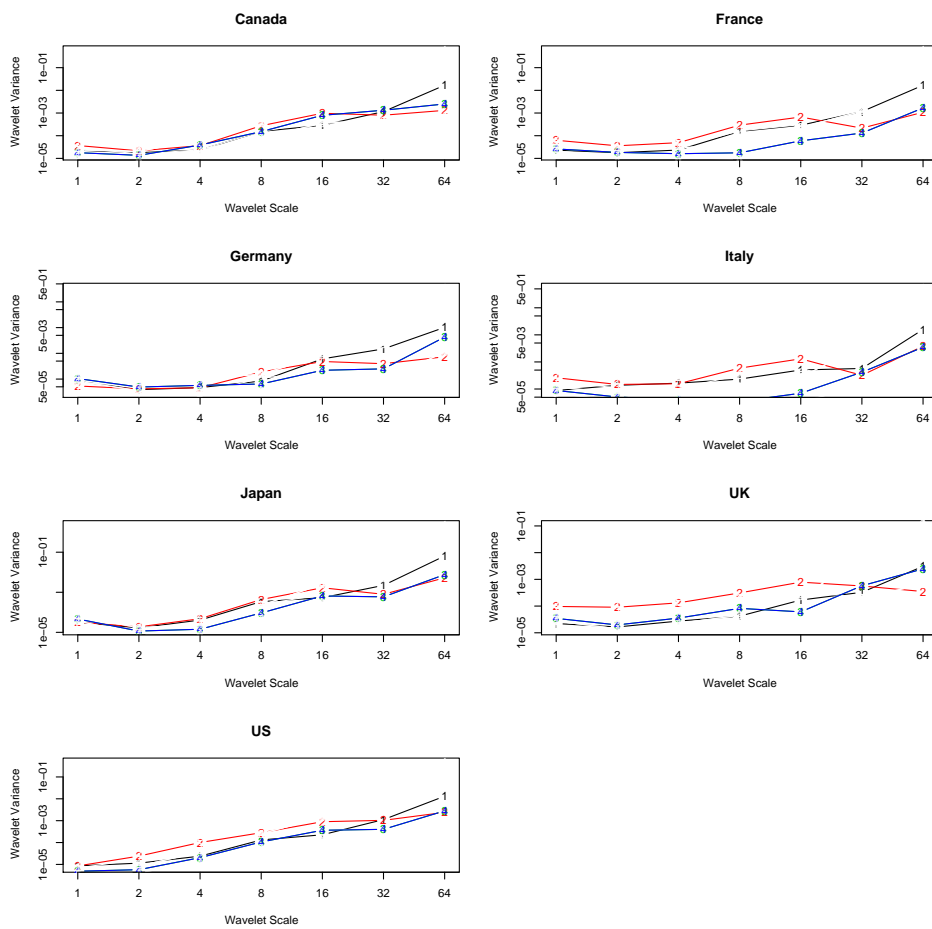 Canada
Wavelet Variance
1e−05 1e−03 1e−01
1 2 4 8 16 32 64
Wavelet Scale
France
Wavelet Variance
1e−05 1e−03 1e−01
1 2 4 8 16 32 64
Wavelet Scale
Germany
Wavelet Variance
5e−05 5e−03 5e−01
1 2 4 8 16 32 64
Wavelet Scale
Italy
Wavelet Variance
5e−05 5e−03 5e−01
1 2 4 8 16 32 64
Wavelet Scale
Japan
Wavelet Variance
1e−05 1e−01
1 2 4 8 16 32 64
Wavelet Scale
UK
Wavelet Variance
1e−05 1e−03 1e−01
1 2 4 8 16 32 64
Wavelet Scale
US
Wavelet Variance
1e−05 1e−03 1e−01
1 2 4 8 16 32 64
Wavelet Scale